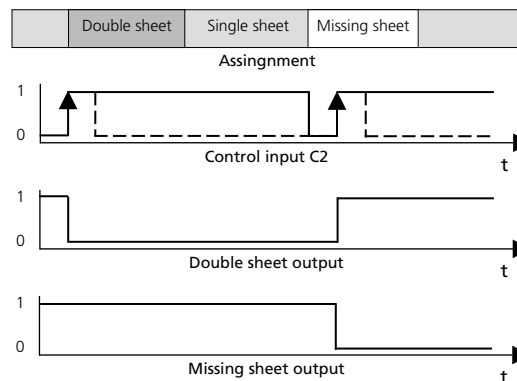 Double sheet Single sheet Missing sheet
Assingnment
1
0
Control input C2
t
1
0
Double sheet output
t
1
0
Missing sheet output
t